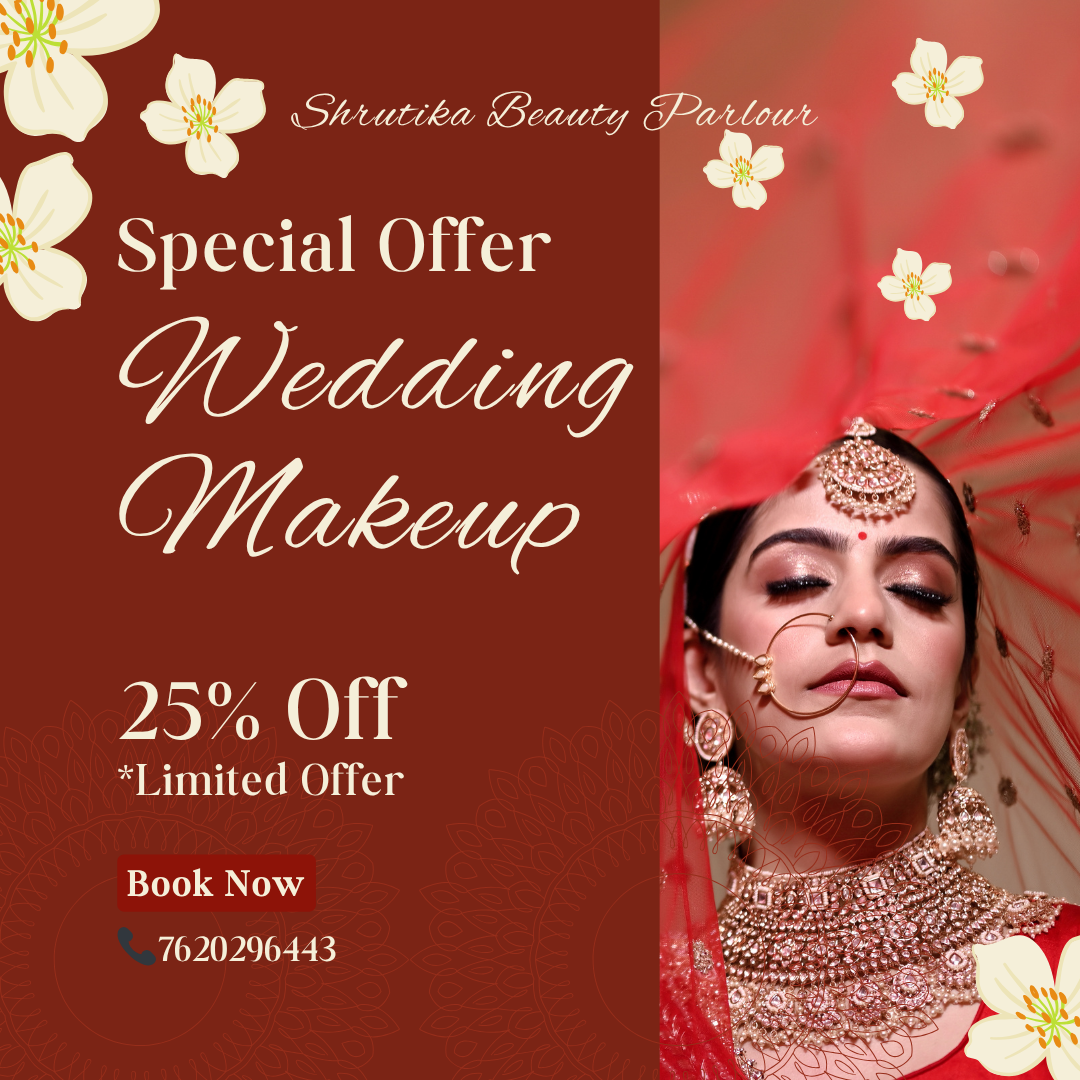 Shrutika Beauty Parlour
Special Offer
Wedding
Makeup
25% Off
*Limited Offer
Book Now
7620296443